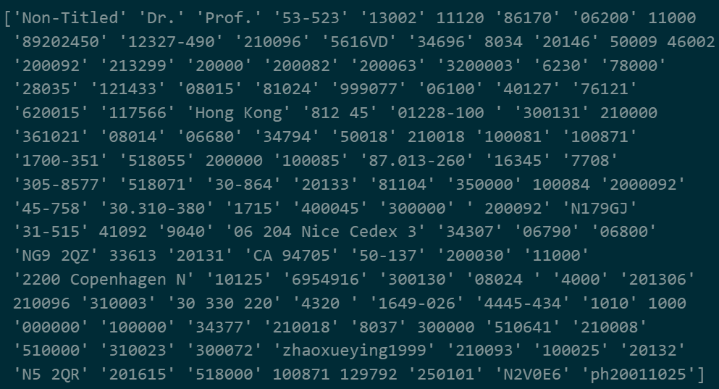 ['Non-Titled' 'Dr.' 'Prof.' '53-523' '13002' 11120 '86170' '06200' 11000
'89202450' '12327-490' '210096' '5616VD' '34696' 8034 '20146' 50009 46002
'200092' '213299' '20000' '200082' '200063' '3200003' '6230' '78000'
'28035' '121433' '08015' '81024' '999077' '06100' '40127' '76121'
'620015' '117566' 'Hong Kong' '812 45' '01228-100 ' '300131' 210000
'361021' '08014' '06680' '34794' '50018' 210018 '100081' '100871'
'1700-351' '518055' 200000 '100085' '87.013-260' '16345' '7708'
'305-8577' '518071' '30-864' '20133' '81104' '350000' 100084 '2000092'
'45-758' '30.310-380' '1715' '400045' '300000' ' 200092' 'N179GJ'
'31-515' 41092 '9040' '06 204 Nice Cedex 3' '34307' '06790' '06800'
'NG9 2QZ' 33613 '20131' 'CA 94705' '50-137' '200030' '11000'
'2200 Copenhagen N' '10125' '6954916' '300130' '08024 ' '4000' '201306'
210096 '310003' '30 330 220' '4320 ' '1649-026' '4445-434' '1010' 1000
'000000' '100000' '34377' '210018' '8037' 300000 '510641' '210008'
'510000' '310023' '300072' 'zhaoxueying1999' '210093' '100025' '20132'
'N5 2QR' '201615' '518000' 100871 129792 '250101' 'N2V0E6' 'ph20011025']